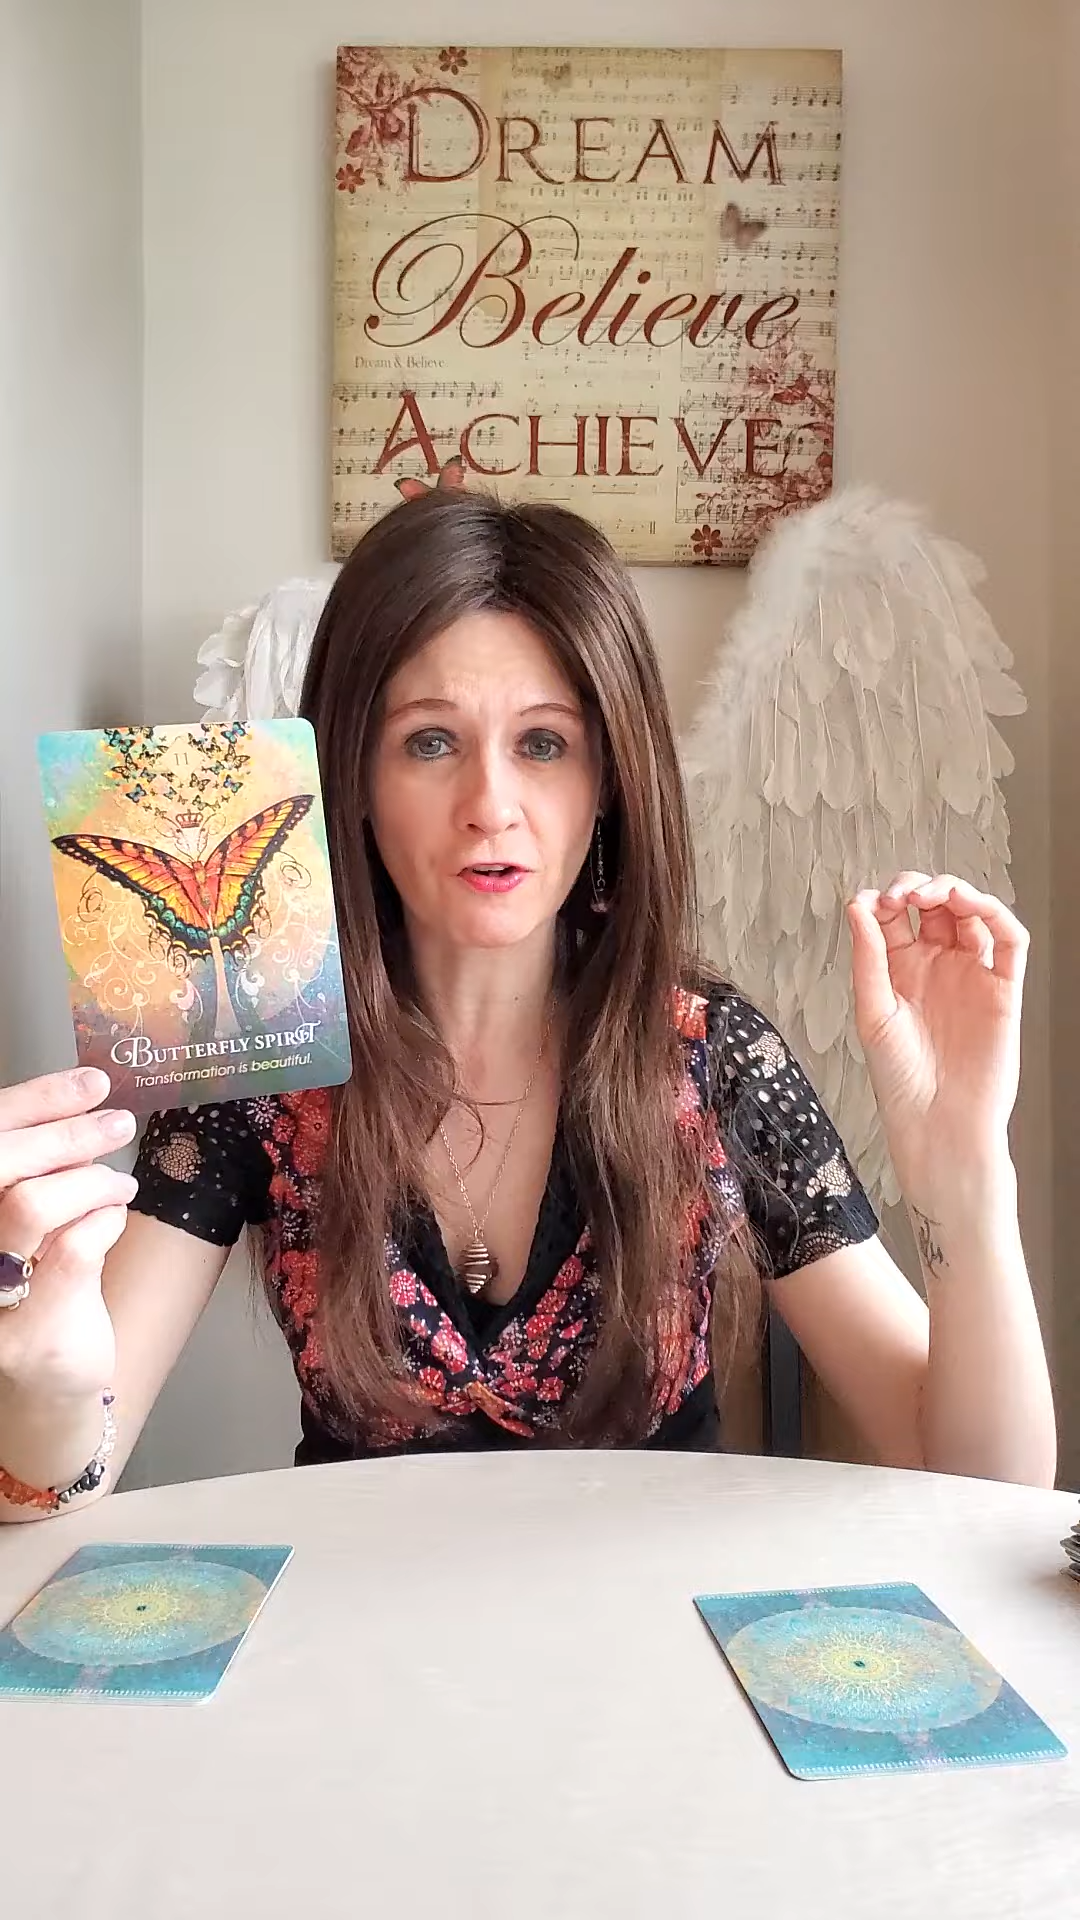 DREAM
Believe
Dream & Believe
ACHIEVE
11
BUTTERFLY SPIRIT
Transformation is beautiful.